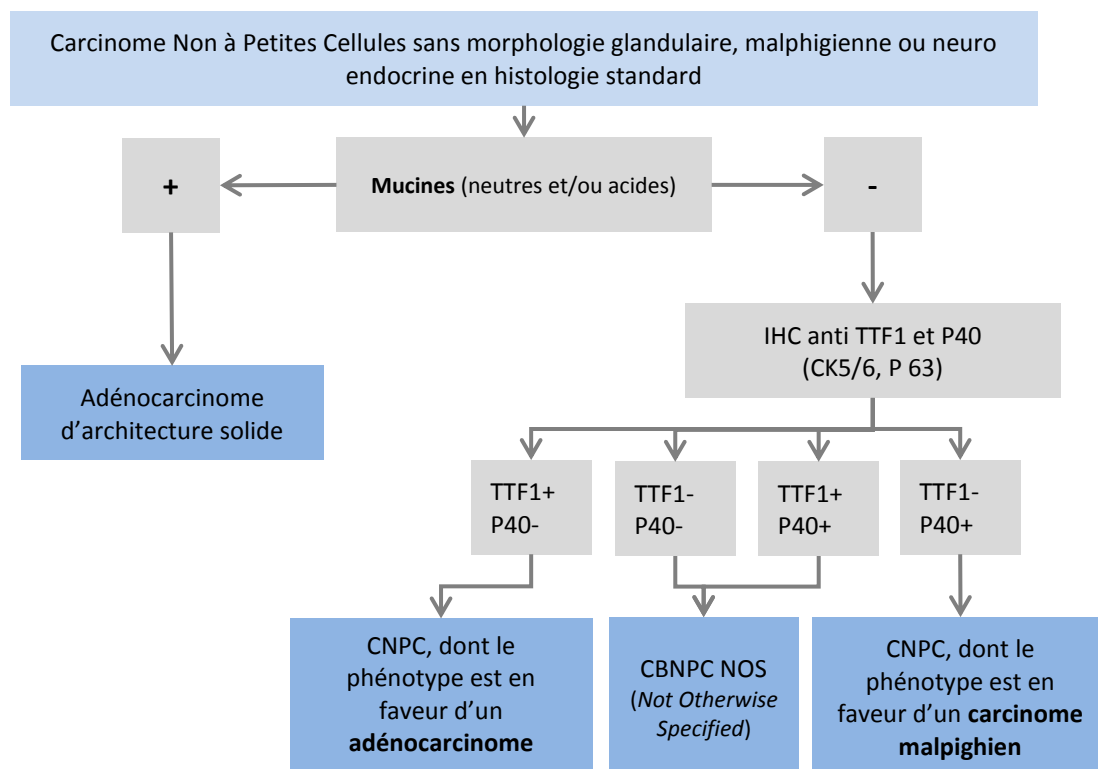 Carcinome Non à Petites Cellules sans morphologie glandulaire, malphigienne ou neuro
endocrine en histologie standard
+
Mucines (neutres et/ou acides)
-
IHC anti TTF1 et P40
(CK5/6, P 63)
Adénocarcinome
d’architecture solide
TTF1+
P40-
TTF1-
P40-
TTF1+
P40+
TTF1-
P40+
CNPC, dont le
phénotype est en
faveur d’un
adénocarcinome
CBNPC NOS
(Not Otherwise
Specified)
CNPC, dont le
phénotype est en
faveur d’un carcinome
malpighien